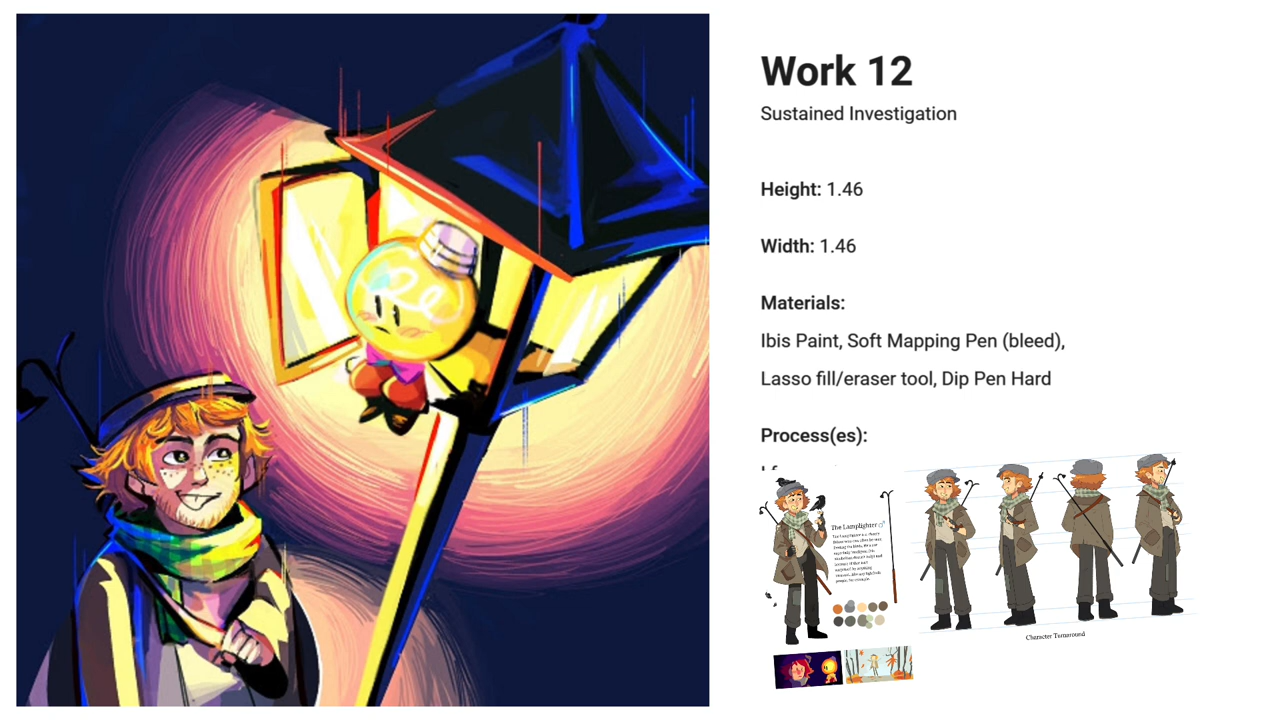 Work 12
Sustained Investigation
Height: 1.46
Width: 1.46
Materials:
Ibis Paint, Soft Mapping Pen (bleed),
Lasso fill/eraser tool, Dip Pen Hard
Process(es):
The Lamplighter
Character Turnaround